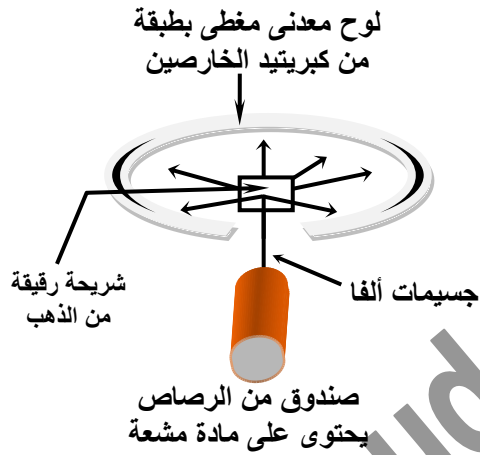 لوح معدنى مغطى بطبقة
من كبريتيد الخارصين
شريحة رقيقة
من الذهب
جسيمات ألفا
صندوق من الرصاص
يحتوى على مادة مشعة